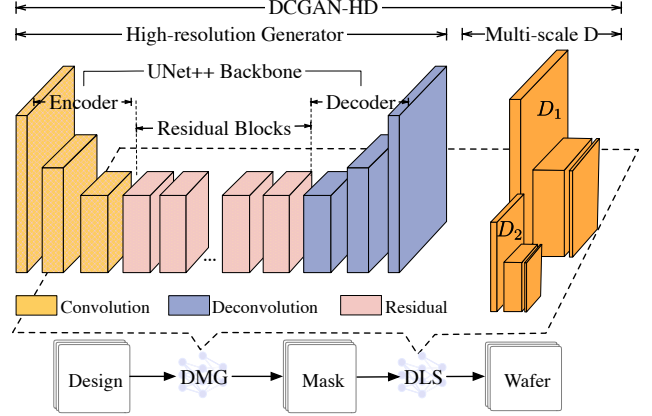 DCGAN-HD
High-resolution Generator
Multi-scale D
UNet++ Backbone
Encoder
Decoder
Residual Blocks
D1
D2
...
Convolution
Deconvolution
Residual
Design
DMG
Mask
DLS
Wafer